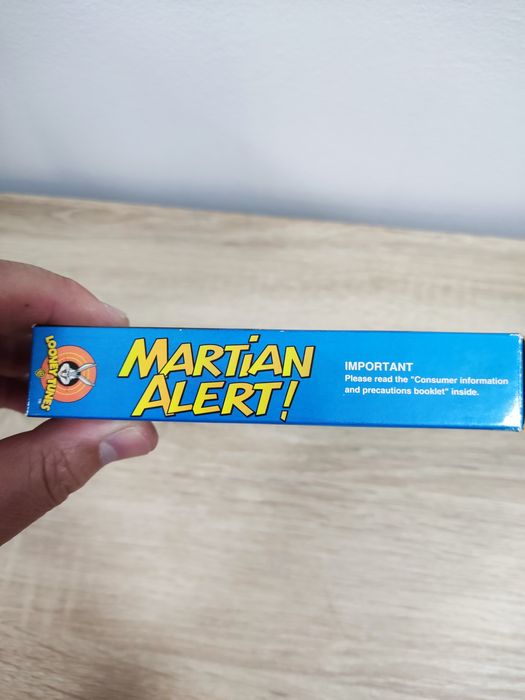 LOONEY TUNES
MARTiAN
ALERT!
IMPORTANT
Please read the "Consumer information
and precautions booklet" inside.